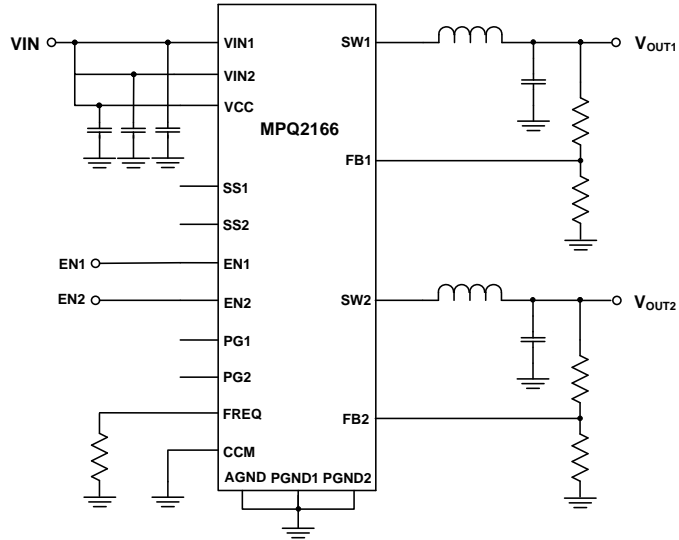 VIN
VIN1
SW1
VOUT1
VIN2
VCC
MPQ2166
FB1
SS1
SS2
EN1
EN1
EN2
EN2
SW2
VOUT2
PG1
PG2
FREQ
FB2
CCM
AGND PGND1 PGND2